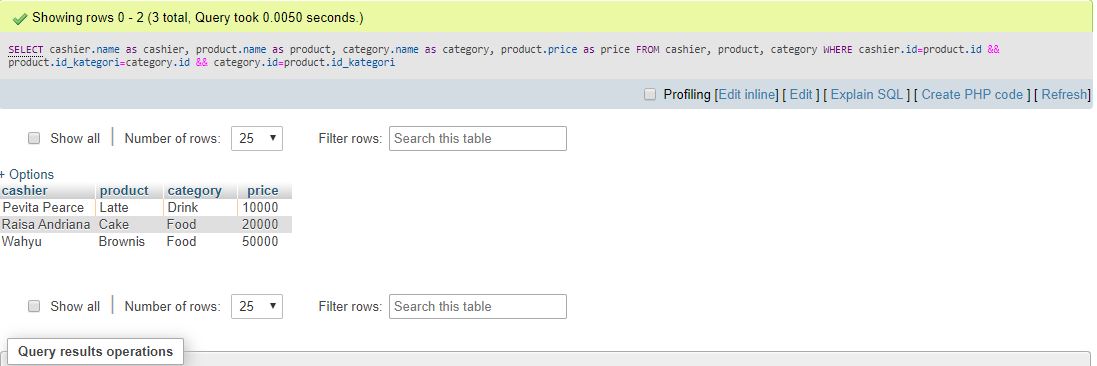 Showing rows 0 - 2 (3 total, Query took 0.0050 seconds.)
SELECT cashier.name as cashier, product.name as product, category.name as category, product.price as price FROM cashier, product, category WHERE cashier.id=product.id &&
product.id_kategori=category.id && category.id=product.id_kategori
Profiling [Edit inline] [ Edit ] [ Explain SQL ] [ Create PHP code ] [ Refresh]
Show all | Number of rows: 25 Filter rows: Search this table
+ Options
cashier product category price
Pevita Pearce Latte Drink 10000
Raisa Andriana Cake Food 20000
Wahyu Brownis Food 50000
Show all | Number of rows: 25 Filter rows: Search this table
Query results operations